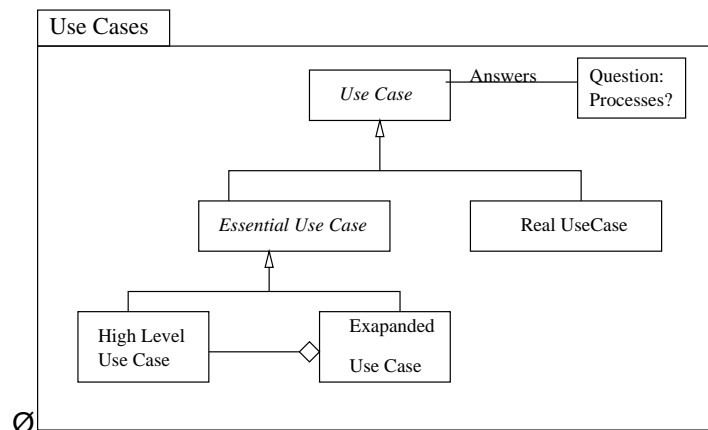 Use Cases
Use Case
Answers
Question:
Processes?
Essential Use Case
Real UseCase
High Level
Use Case
Exapanded
Use Case
Ø